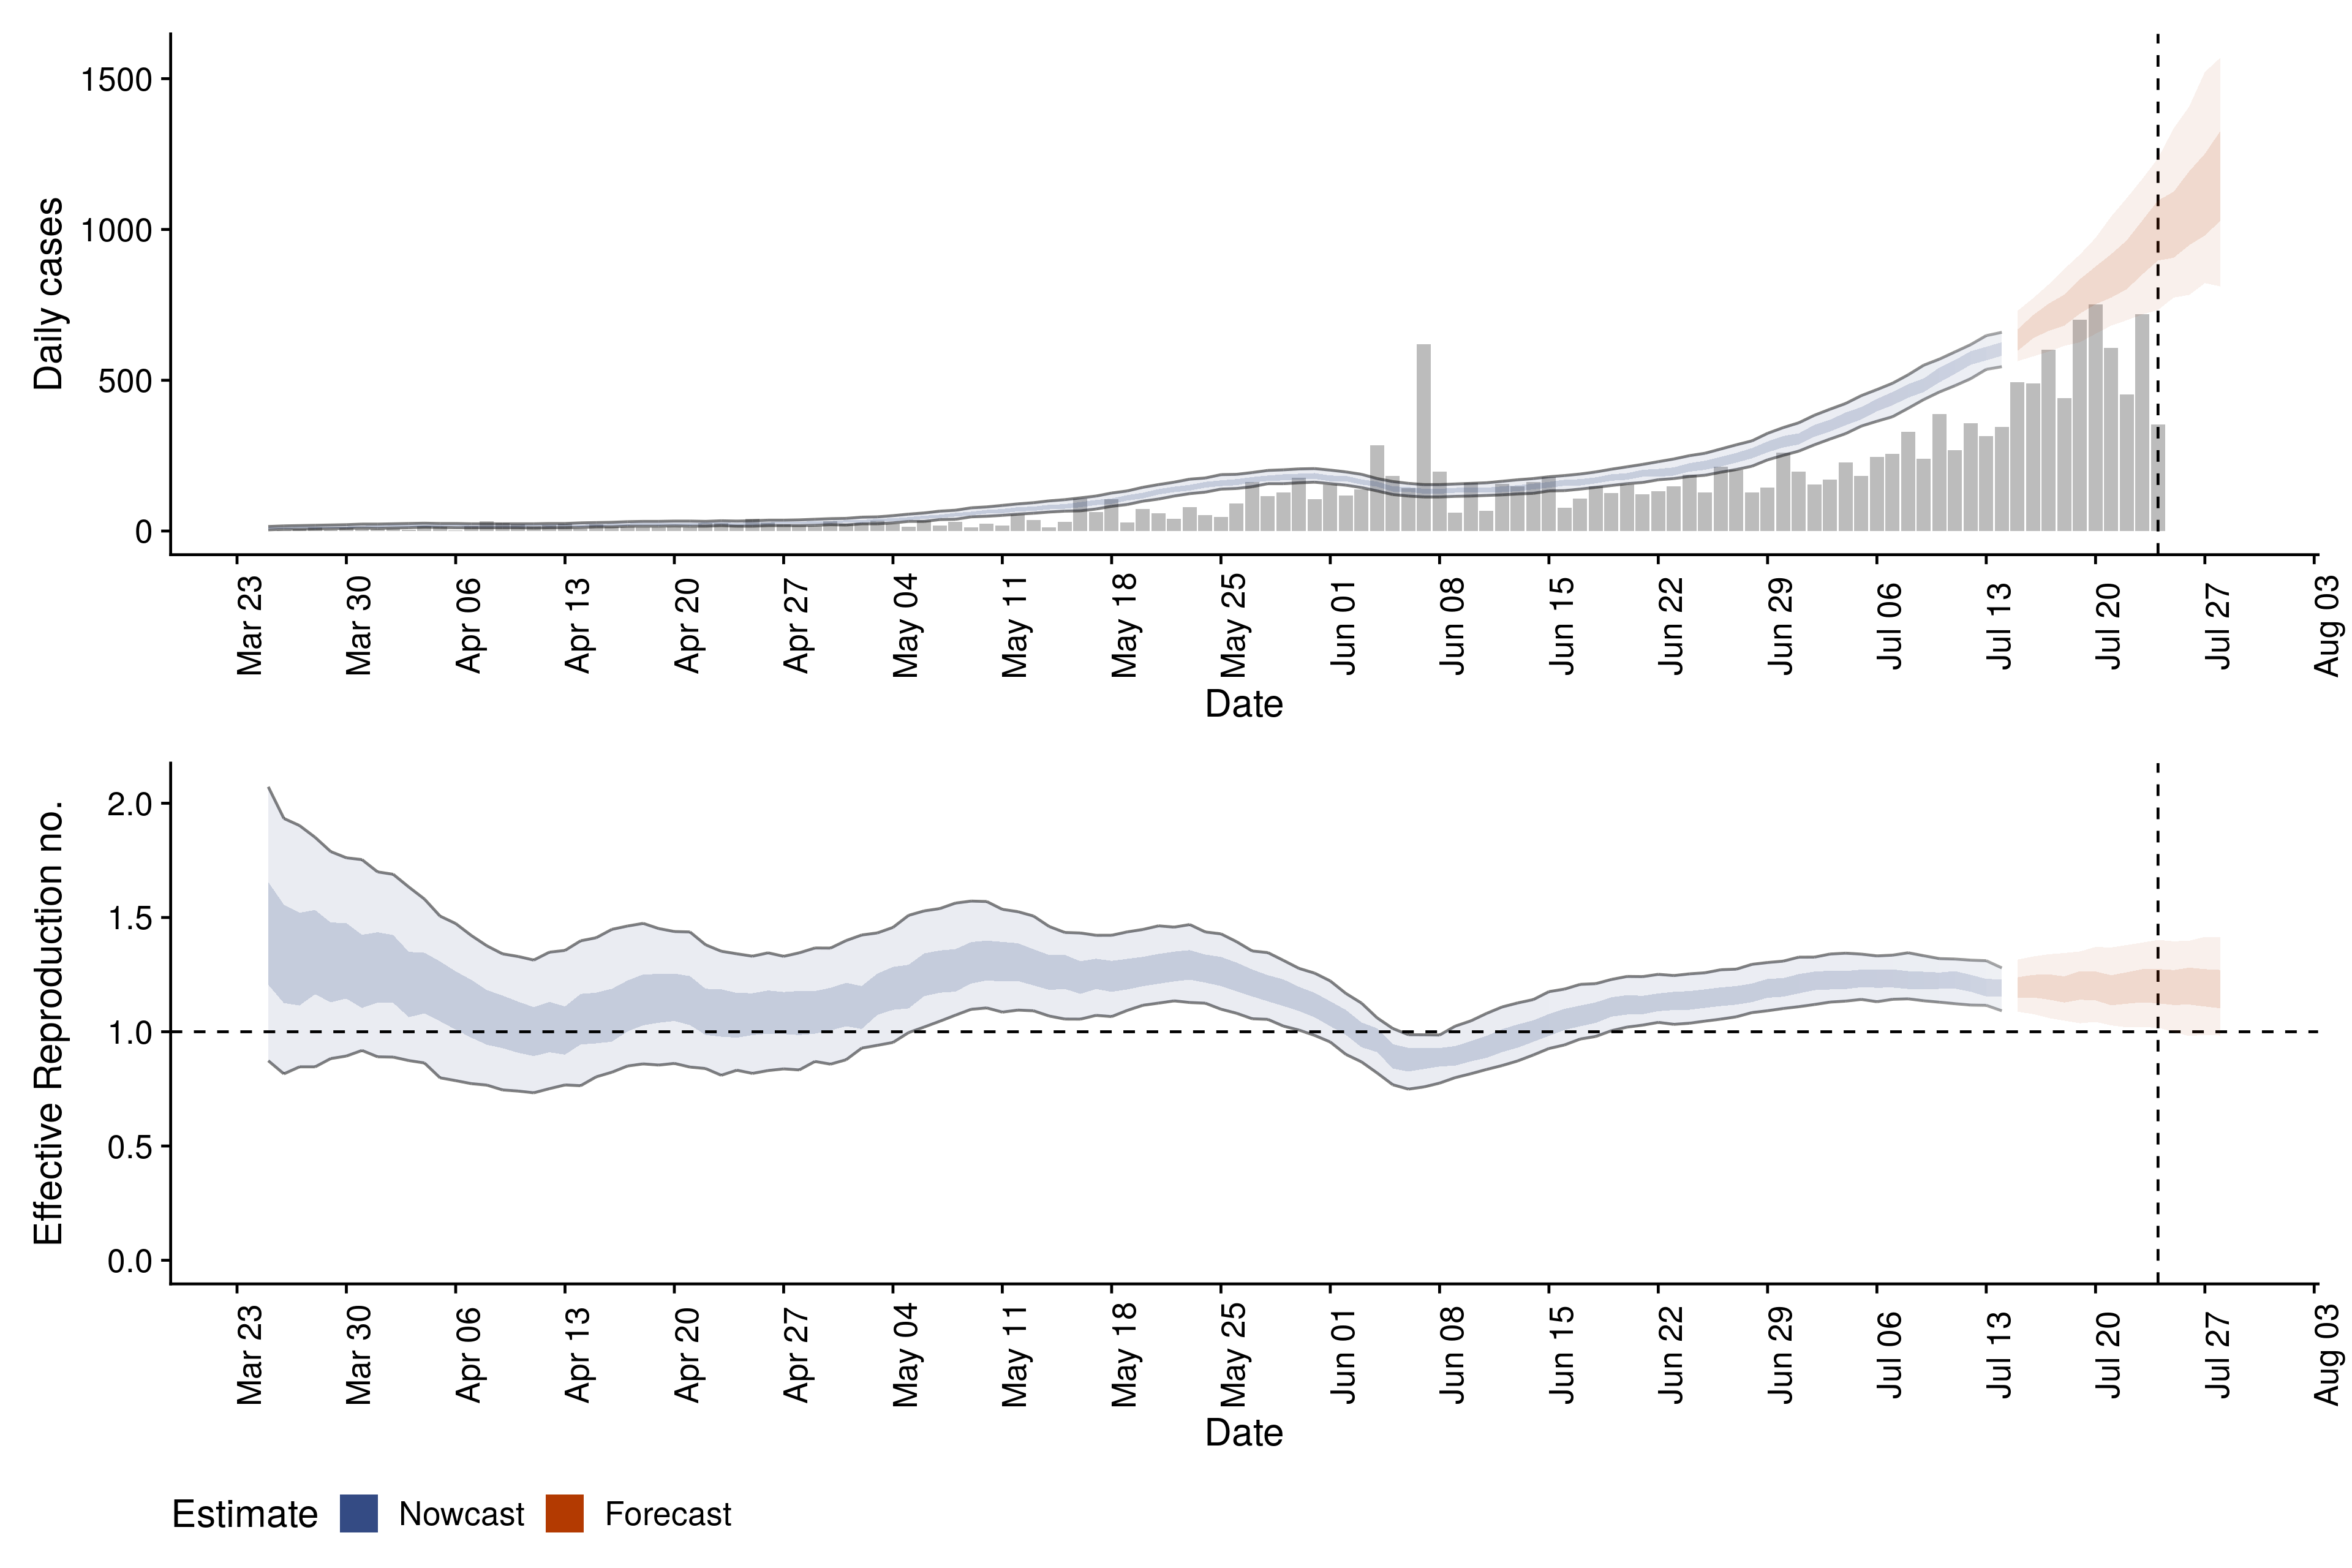 Daily cases
1500
1000
500
0
Mar 23
Mar 30
Apr 06
Apr 13
Apr 20
Apr 27
May 04
May 11
May 18
May 25
Jun 01
Jun 08
Jun 15
Jun 22
Jun 29
Jul 06
Jul 13
Jul 20
Jul 27
Aug 03
Date
Effective Reproduction no.
2.0
1.5
1.0
0.5
0.0
Mar 23
Mar 30
Apr 06
Apr 13
Apr 20
Apr 27
May 04
May 11
May 18
May 25
Jun 01
Jun 08
Jun 15
Jun 22
Jun 29
Jul 06
Jul 13
Jul 20
Jul 27
Aug 03
Date
Estimate Nowcast Forecast